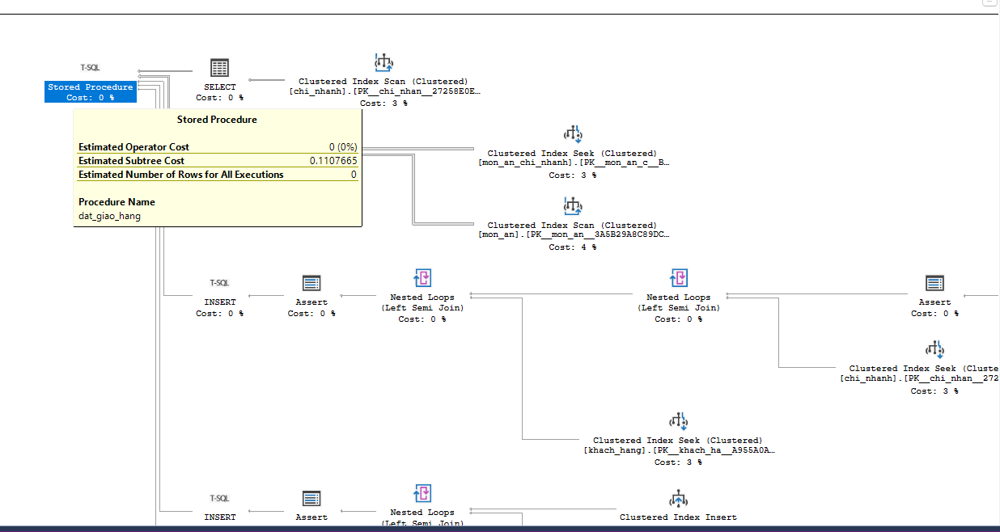 T-SQL
Stored Procedure
Cost: 0 %
SELECT
Cost: 0 %
Clustered Index Scan (Clustered)
[chi_nhanh].[PK__chi_nhan__27258E0E…
Cost: 3 %
Stored Procedure
Estimated Operator Cost 0 (0%)
Estimated Subtree Cost 0.1107665
Estimated Number of Rows for All Executions 0
Procedure Name
dat_giao_hang
Clustered Index Seek (Clustered)
[mon_an_chi_nhanh].[PK__mon_an_c__B…
Cost: 3 %
Clustered Index Scan (Clustered)
[mon_an].[PK__mon_an__3A5B29A8C89DC…
Cost: 4 %
T-SQL
INSERT
Cost: 0 %
Assert
Cost: 0 %
Nested Loops
(Left Semi Join)
Cost: 0 %
Nested Loops
(Left Semi Join)
Cost: 0 %
Assert
Cost: 0 %
Clustered Index Seek (Cluste
[chi_nhanh].[PK__chi_nhan__272
Cost: 3 %
Clustered Index Seek (Clustered)
[khach_hang].[PK__khach_ha__A955A0A…
Cost: 3 %
T-SQL
INSERT
Assert
Nested Loops
(Left Semi Join)
Clustered Index Insert